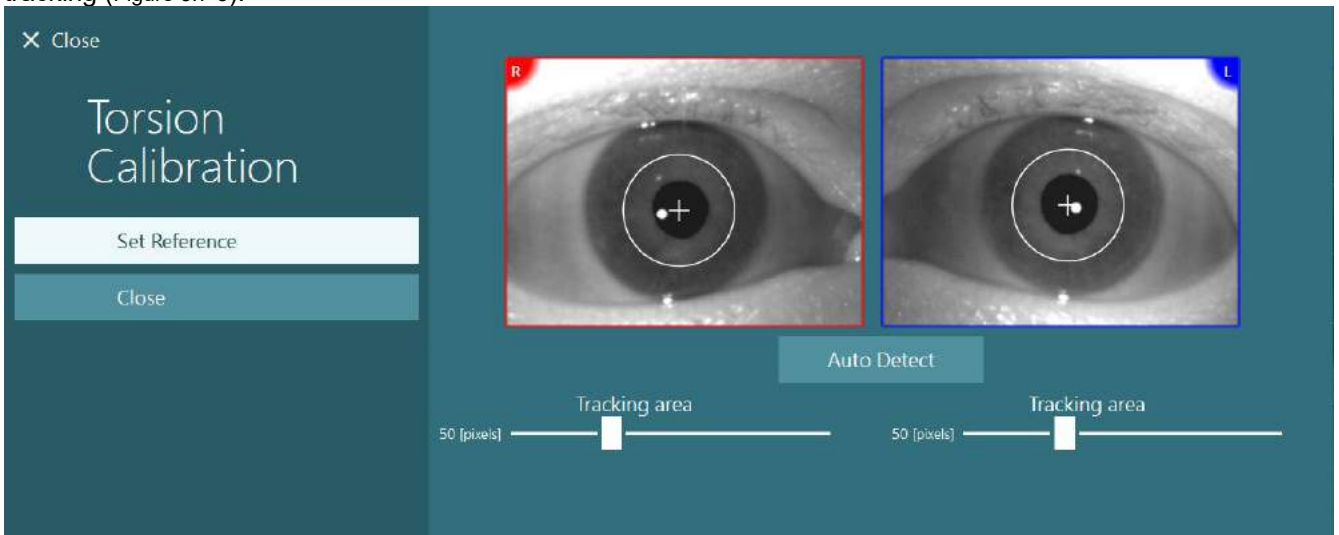 ✕ Close
Torsion
Calibration
Set Reference
Close
R
L
Auto Detect
Tracking area
50 [pixels]
Tracking area
50 [pixels]